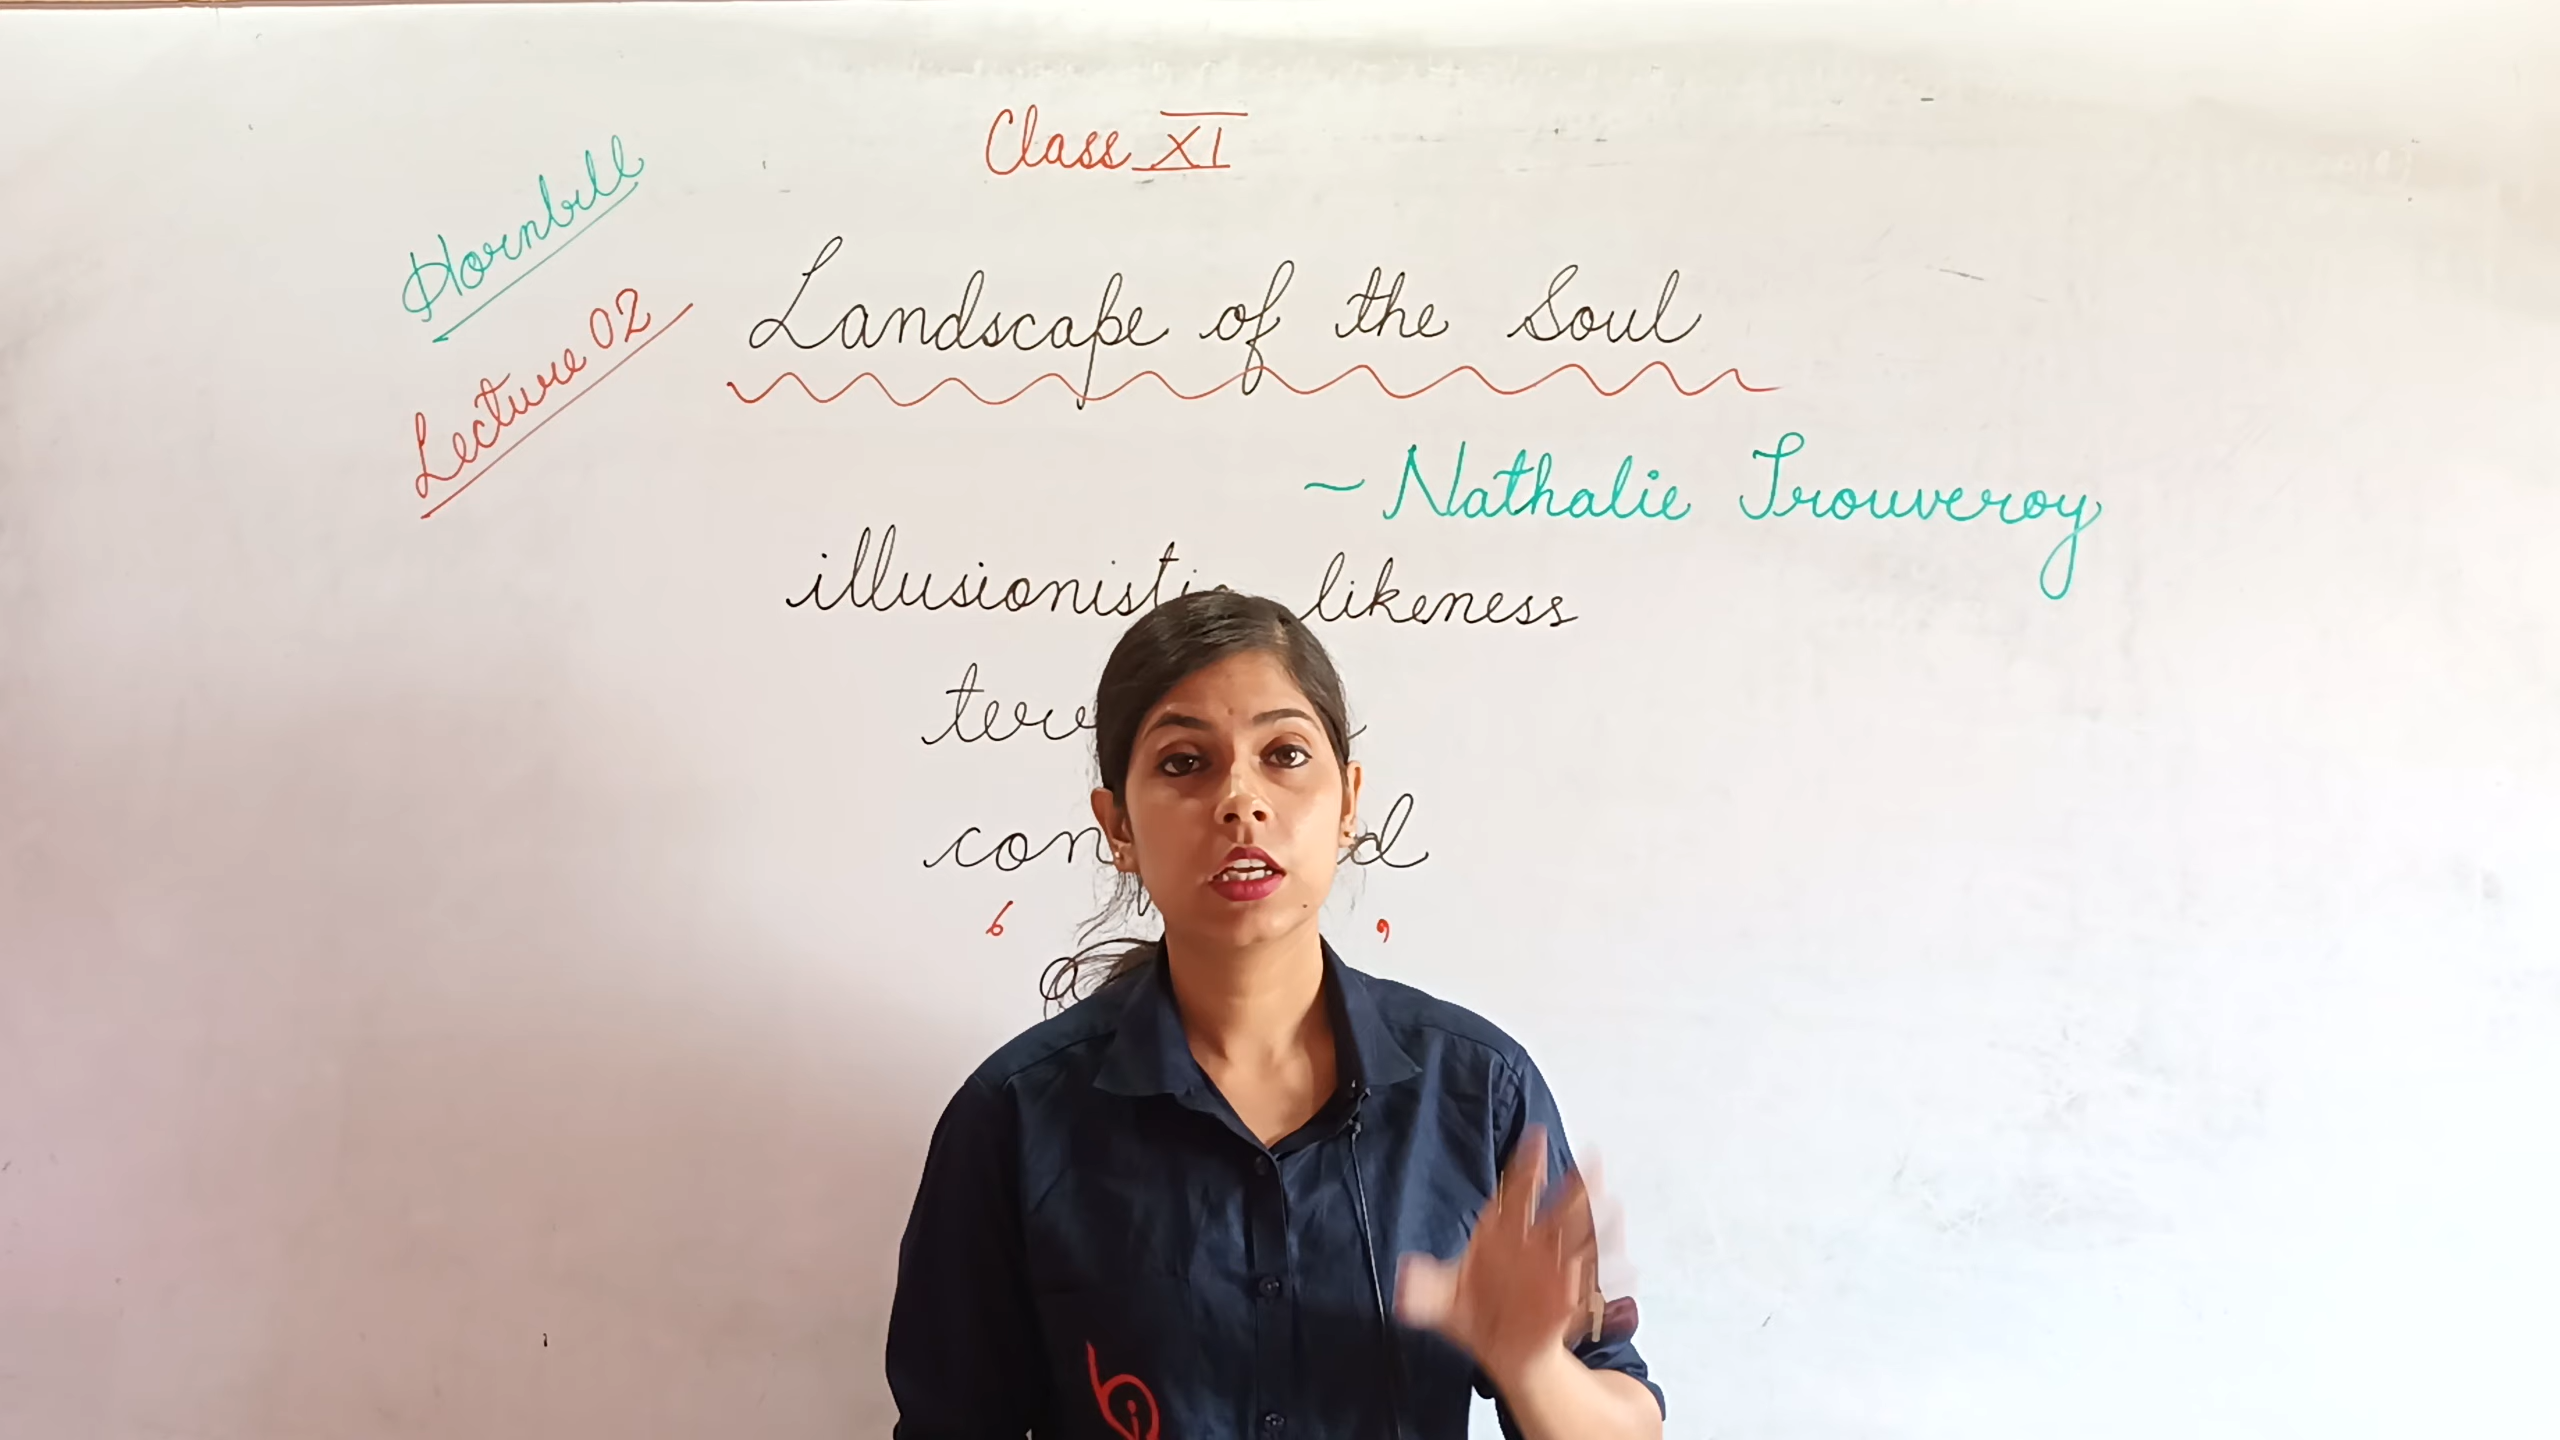 Class XI
Hornbill
Lecture 02
Landscape of the Soul
~ Nathalie Trouveroy
likeness